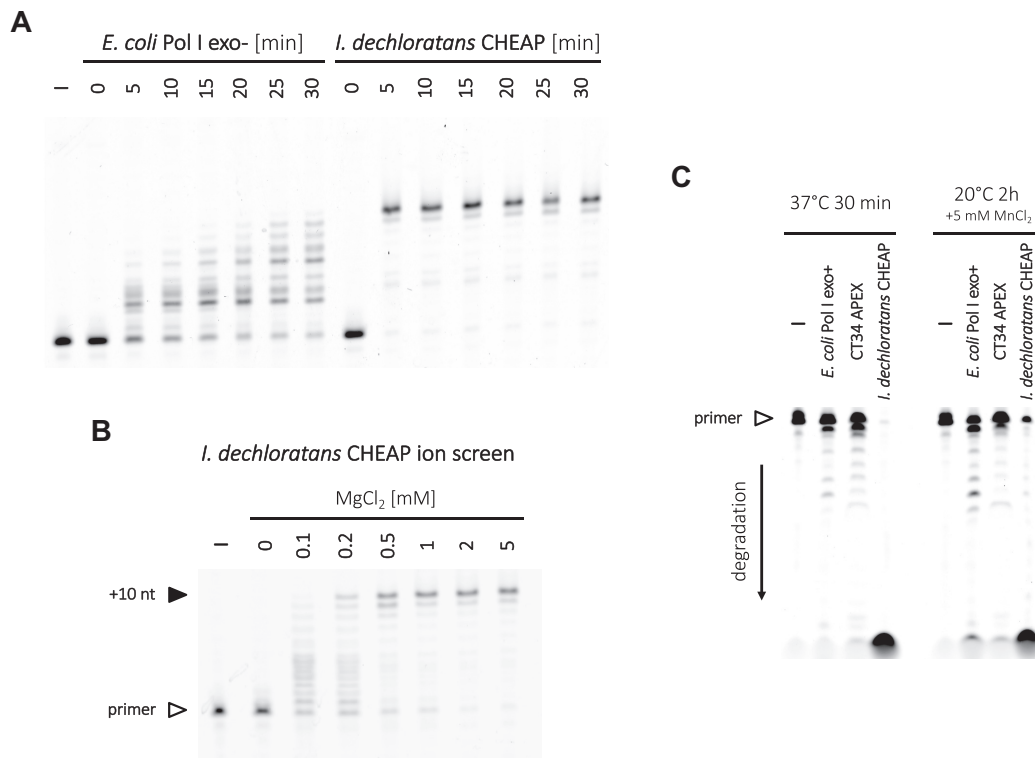 A
E. coli Pol I exo- [min]
I. dechloratans CHEAP [min]
– 0 5 10 15 20 25 30 0 5 10 15 20 25 30
B
I. dechloratans CHEAP ion screen
MgCl₂ [mM]
– 0 0.1 0.2 0.5 1 2 5
+10 nt
primer
C
37°C 30 min
20°C 2h
+5 mM MnCl₂
– E. coli Pol I exo+ CT34 APEX I. dechloratans CHEAP
– E. coli Pol I exo+ CT34 APEX I. dechloratans CHEAP
primer
degradation